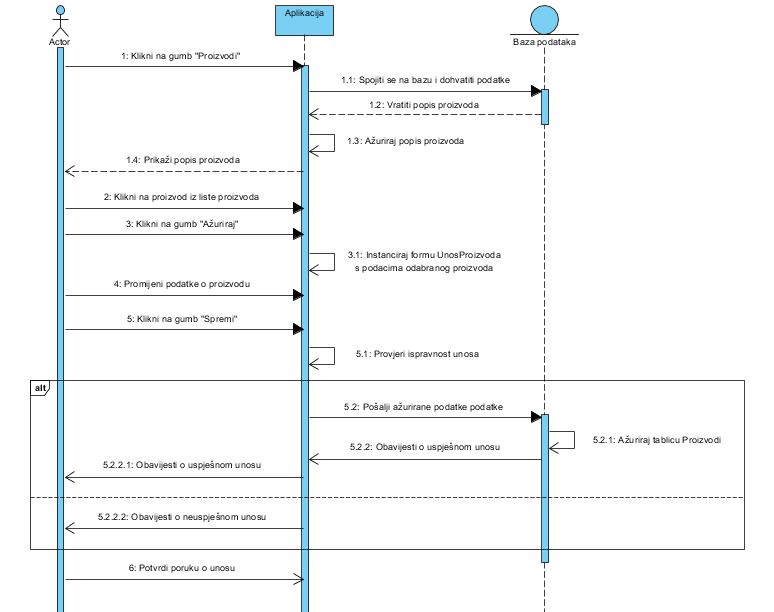 Actor
Aplikacija
Baza podataka
1: Klikni na gumb "Proizvodi"
1.1: Spojiti se na bazu i dohvatiti podatke
1.2: Vratiti popis proizvoda
1.3: Ažuriraj popis proizvoda
1.4: Prikaži popis proizvoda
2: Klikni na proizvod iz liste proizvoda
3: Klikni na gumb "Ažuriraj"
3.1: Instanciraj formu UnosProizvoda
s podacima odabranog proizvoda
4: Promijeni podatke o proizvodu
5: Klikni na gumb "Spremi"
5.1: Provjeri ispravnost unosa
alt
5.2: Pošalji ažurirane podatke podatke
5.2.1: Ažuriraj tablicu Proizvodi
5.2.2: Obavijesti o uspješnom unosu
5.2.2.1: Obavijesti o uspješnom unosu
5.2.2.2: Obavijesti o neuspješnom unosu
6: Potvrdi poruku o unosu